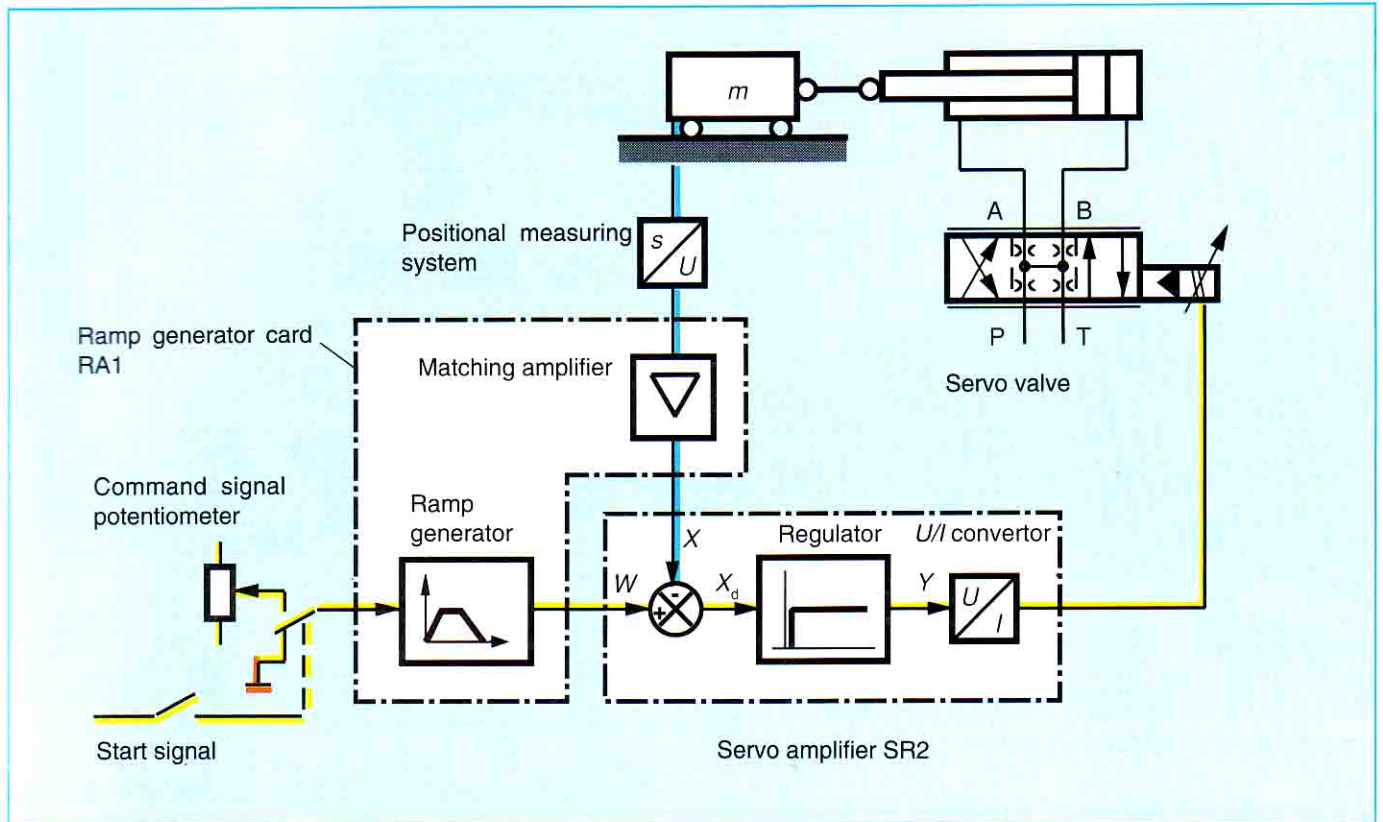 m
A
B
Positional measuring
system
s
U
P
T
Servo valve
Ramp generator card
RA1
Matching amplifier
Command signal
potentiometer
Ramp
generator
X
Regulator
U/I convertor
W
-
+
X_d
Y
U
I
Start signal
Servo amplifier SR2